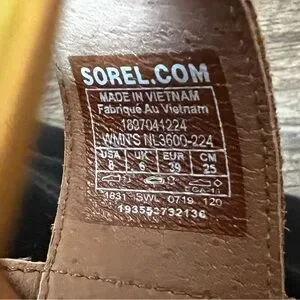 SOREL.COM
MADE IN VIETNAM
Fabriqué Au Vietnam
1807041224
WMN'S NL3600-224
USA UK EUR CM
8 6 39 25
1831 SWL 0719 120